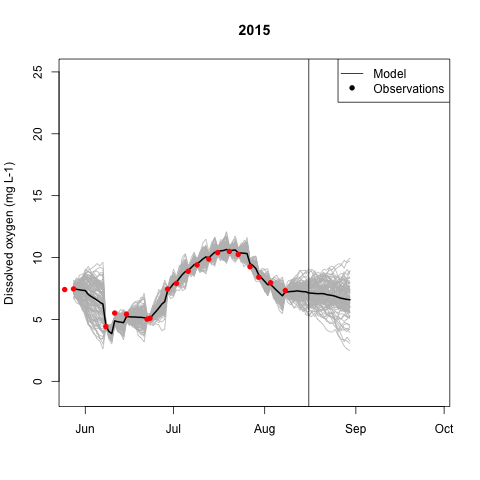 2015
Model
Observations
Dissolved oxygen (mg L-1)
25
20
15
10
5
0
Jun
Jul
Aug
Sep
Oct